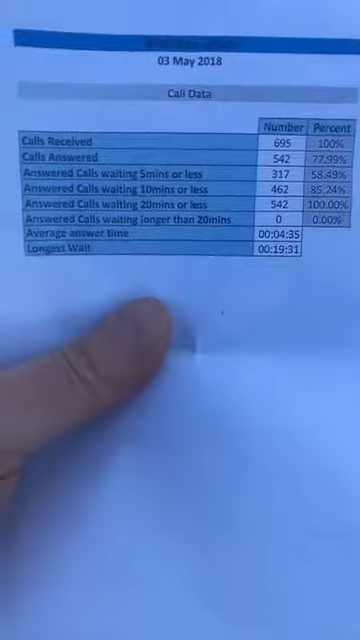 03 May 2018
Call Data
Number Percent
Calls Received 695 100%
Calls Answered 542 77.99%
Answered Calls waiting 5mins or less 317 58.49%
Answered Calls waiting 10mins or less 462 85.24%
Answered Calls waiting 20mins or less 542 100.00%
Answered Calls waiting longer than 20mins 0 0.00%
Average answer time 00:04:35
Longest Wait 00:19:31